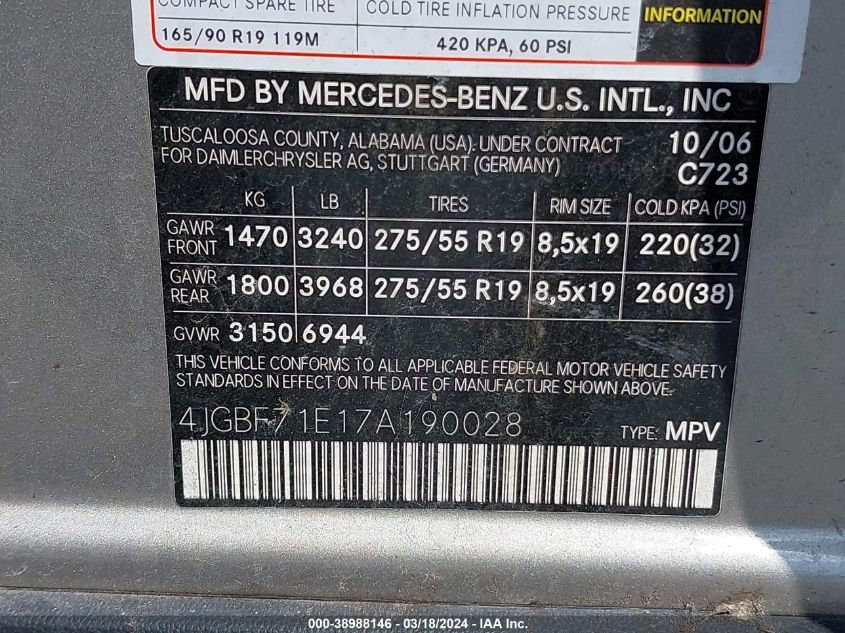 COMPACT SPARE TIRE COLD TIRE INFLATION PRESSURE INFORMATION
165/90 R19 119M 420 KPA, 60 PSI
MFD BY MERCEDES-BENZ U.S. INTL., INC
TUSCALOOSA COUNTY, ALABAMA (USA). UNDER CONTRACT 10/06
FOR DAIMLERCHRYSLER AG, STUTTGART (GERMANY) C723
KG LB TIRES RIM SIZE COLD KPA (PSI)
GAWR FRONT 1470 3240 275/55 R19 8,5x19 220(32)
GAWR REAR 1800 3968 275/55 R19 8,5x19 260(38)
GVWR 3150 6944
THIS VEHICLE CONFORMS TO ALL APPLICABLE FEDERAL MOTOR VEHICLE SAFETY
STANDARDS IN EFFECT ON THE DATE OF MANUFACTURE SHOWN ABOVE.
4JGBF71E17A190028 TYPE: MPV
000-38988146 - 03/18/2024 - IAA Inc.